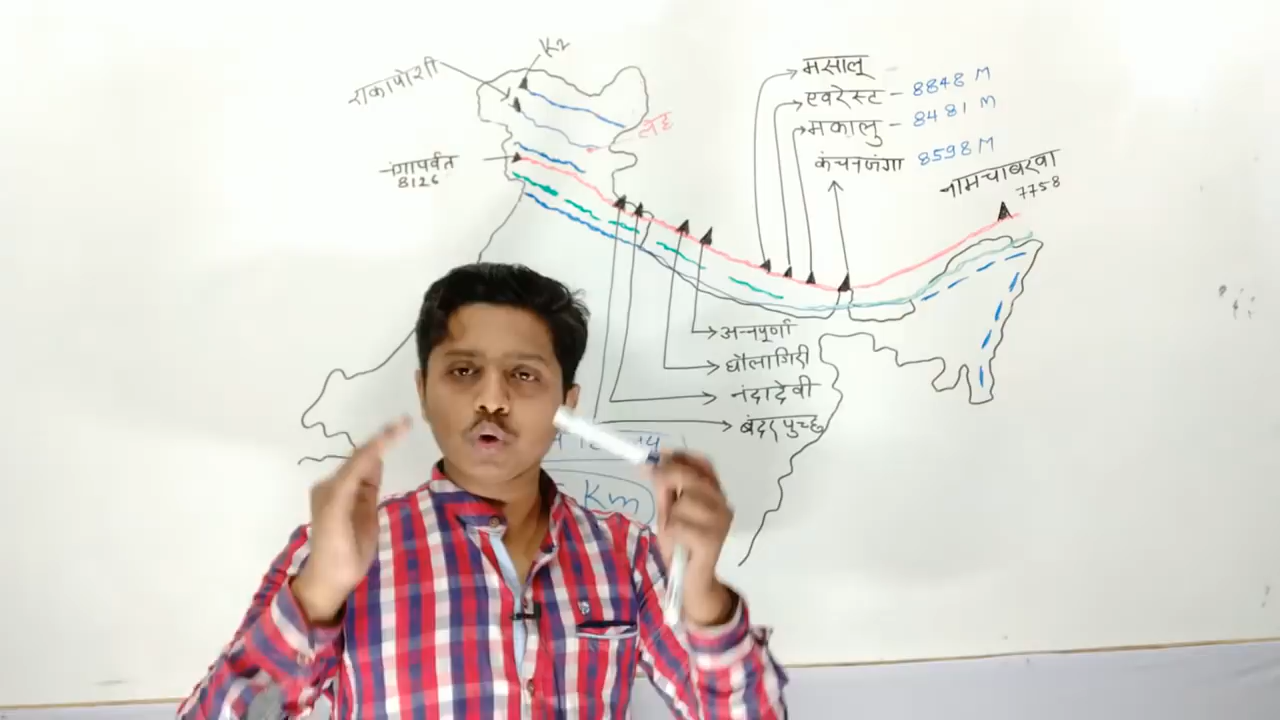 K2
राकापोशी
लेह
नंगापर्वत
8126
मसालू
एवरेस्ट – 8848 M
मकालु – 8481 M
कंचनजंगा 8598 M
नामचाबरवा
7758
अन्नपूर्णा
धौलागिरी
नंदादेवी
बंदरपुच्छ
Km